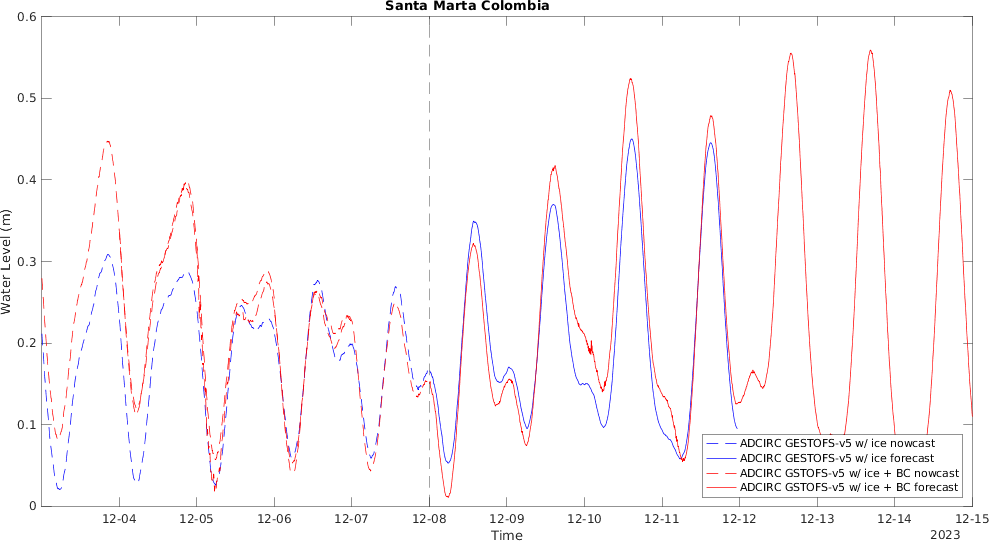 Santa Marta Colombia
0.6
0.5
0.4
0.3
0.2
0.1
0
Water Level (m)
12-04 12-05 12-06 12-07 12-08 12-09 12-10 12-11 12-12 12-13 12-14 12-15
Time
2023
ADCIRC GESTOFS-v5 w/ ice nowcast
ADCIRC GESTOFS-v5 w/ ice forecast
ADCIRC GSTOFS-v5 w/ ice + BC nowcast
ADCIRC GSTOFS-v5 w/ ice + BC forecast